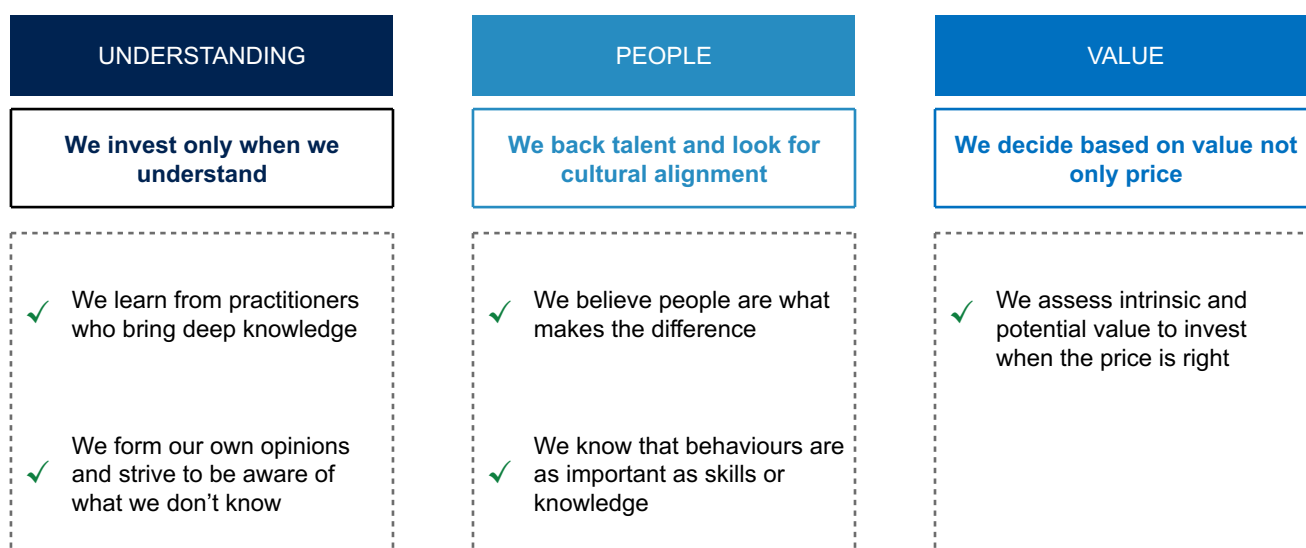 UNDERSTANDING
We invest only when we
understand
We learn from practitioners
who bring deep knowledge
We form our own opinions
and strive to be aware of
what we don’t know
PEOPLE
We back talent and look for
cultural alignment
We believe people are what
makes the difference
We know that behaviours are
as important as skills or
knowledge
VALUE
We decide based on value not
only price
We assess intrinsic and
potential value to invest
when the price is right